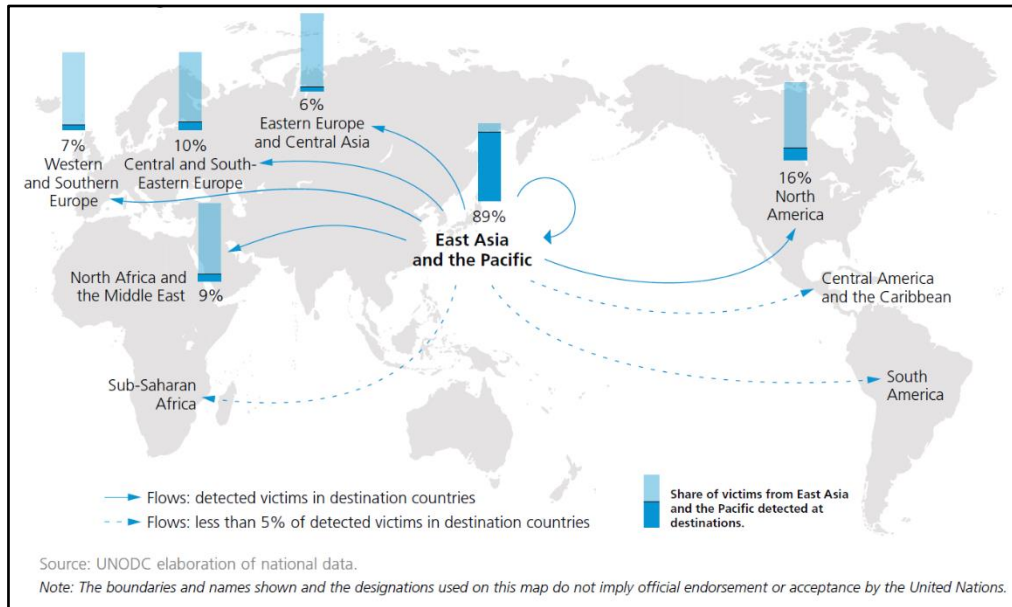 6%
Eastern Europe
and Central Asia
7%
Western
and Southern
Europe
10%
Central and South-
Eastern Europe
89%
East Asia
and the Pacific
16%
North
America
North Africa and
the Middle East
9%
Central America
and the Caribbean
Sub-Saharan
Africa
South
America
Flows: detected victims in destination countries
Flows: less than 5% of detected victims in destination countries
Share of victims from East Asia
and the Pacific detected at
destinations.
Source: UNODC elaboration of national data.
Note: The boundaries and names shown and the designations used on this map do not imply official endorsement or acceptance by the United Nations.